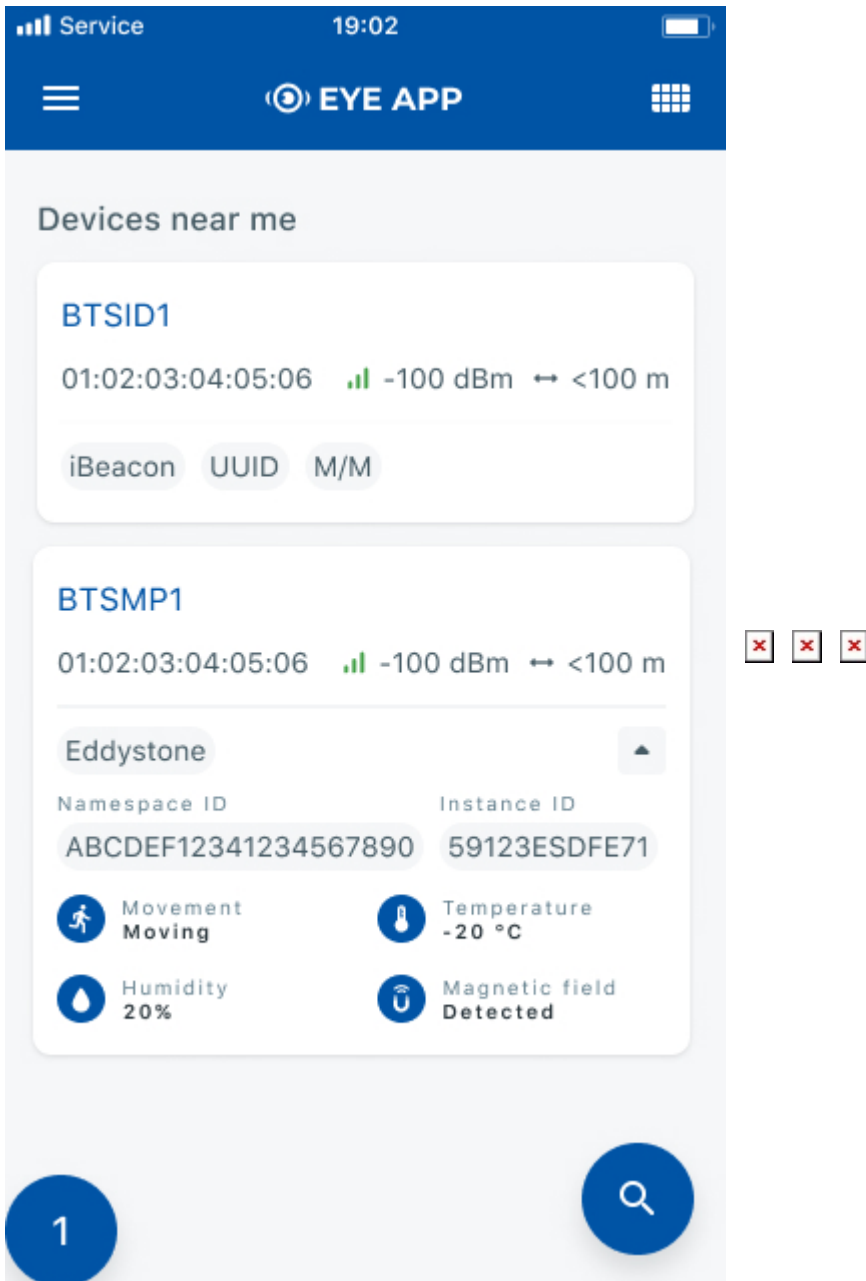 Service 19:02
EYE APP
Devices near me
BTSID1
01:02:03:04:05:06 -100 dBm ↔ <100 m
iBeacon UUID M/M
BTSMP1
01:02:03:04:05:06 -100 dBm ↔ <100 m
Eddystone
Namespace ID Instance ID
ABCDEF12341234567890 59123ESDFE71
Movement Temperature
Moving -20 °C
Humidity Magnetic field
20% Detected
1